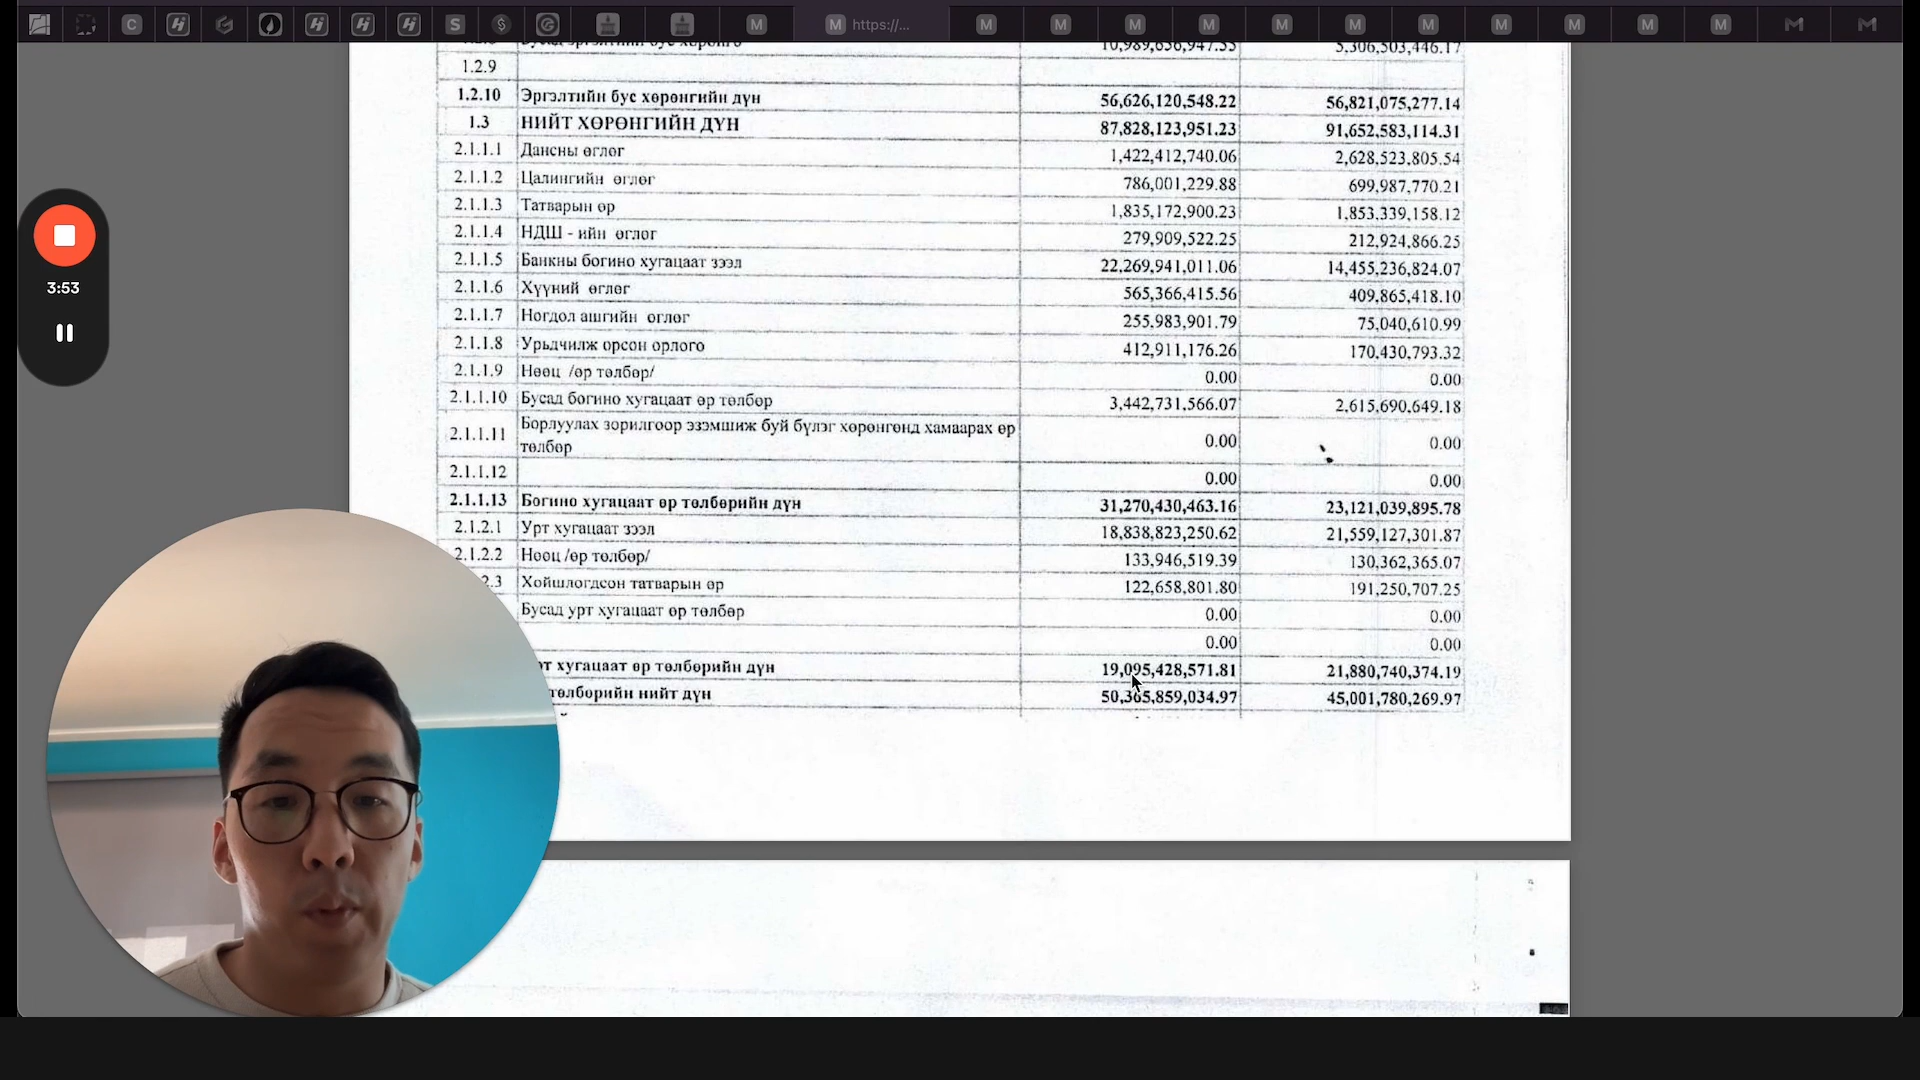 C
S
$
M
M
https://...
M
M
M
M
M
M
M
M
M
M
M
M
M
10,989,656,947.55 5,306,503,446.17
1.2.9
1.2.10 Эргэлтийн бус хөрөнгийн дүн 56,626,120,548.22 56,821,075,277.14
1.3 НИЙТ ХӨРӨНГИЙН ДҮН 87,828,123,951.23 91,652,583,114.31
2.1.1.1 Дансны өглөг 1,422,412,740.06 2,628,523,805.54
2.1.1.2 Цалингийн өглөг 786,001,229.88 699,987,770.21
2.1.1.3 Татварын өр 1,835,172,900.23 1,853,339,158.12
2.1.1.4 НДШ - ийн өглөг 279,909,522.25 212,924,866.25
2.1.1.5 Банкны богино хугацаат зээл 22,269,941,011.06 14,455,236,824.07
2.1.1.6 Хүүний өглөг 565,366,415.56 409,865,418.10
2.1.1.7 Ногдол ашгийн өглөг 255,983,901.79 75,040,610.99
2.1.1.8 Урьдчилж орсон орлого 412,911,176.26 170,430,793.32
2.1.1.9 Нөөц /өр төлбөр/ 0.00 0.00
2.1.1.10 Бусад богино хугацаат өр төлбөр 3,442,731,566.07 2,615,690,649.18
2.1.1.11 Борлуулах зорилгоор эзэмшиж буй бүлэг хөрөнгөнд хамаарах өр төлбөр 0.00 0.00
2.1.1.12 0.00 0.00
2.1.1.13 Богино хугацаат өр төлбөрийн дүн 31,270,430,463.16 23,121,039,895.78
2.1.2.1 Урт хугацаат зээл 18,838,823,250.62 21,559,127,301.87
2.1.2.2 Нөөц /өр төлбөр/ 133,946,519.39 130,362,365.07
2.3 Хойшлогдсон татварын өр 122,658,801.80 191,250,707.25
Бусад урт хугацаат өр төлбөр 0.00 0.00
0.00 0.00
рт хугацаат өр төлбөрийн дүн 19,095,428,571.81 21,880,740,374.19
төлбөрийн нийт дүн 50,365,859,034.97 45,001,780,269.97
3:53